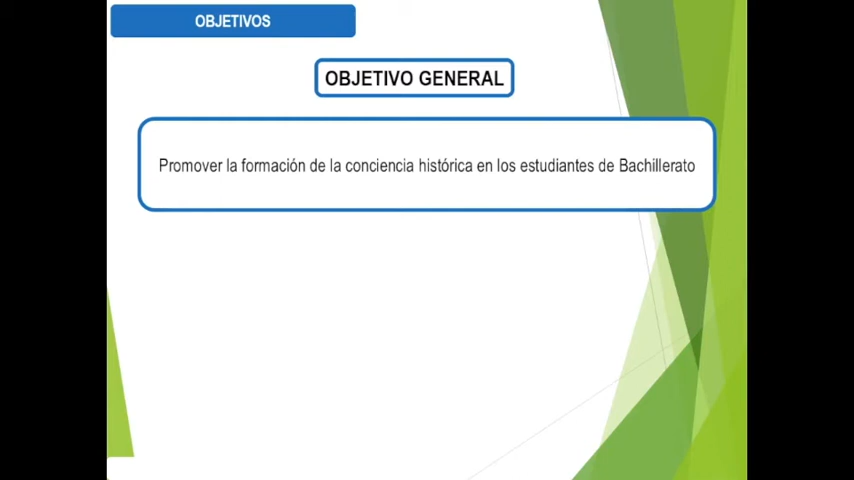 OBJETIVOS
OBJETIVO GENERAL
Promover la formación de la conciencia histórica en los estudiantes de Bachillerato